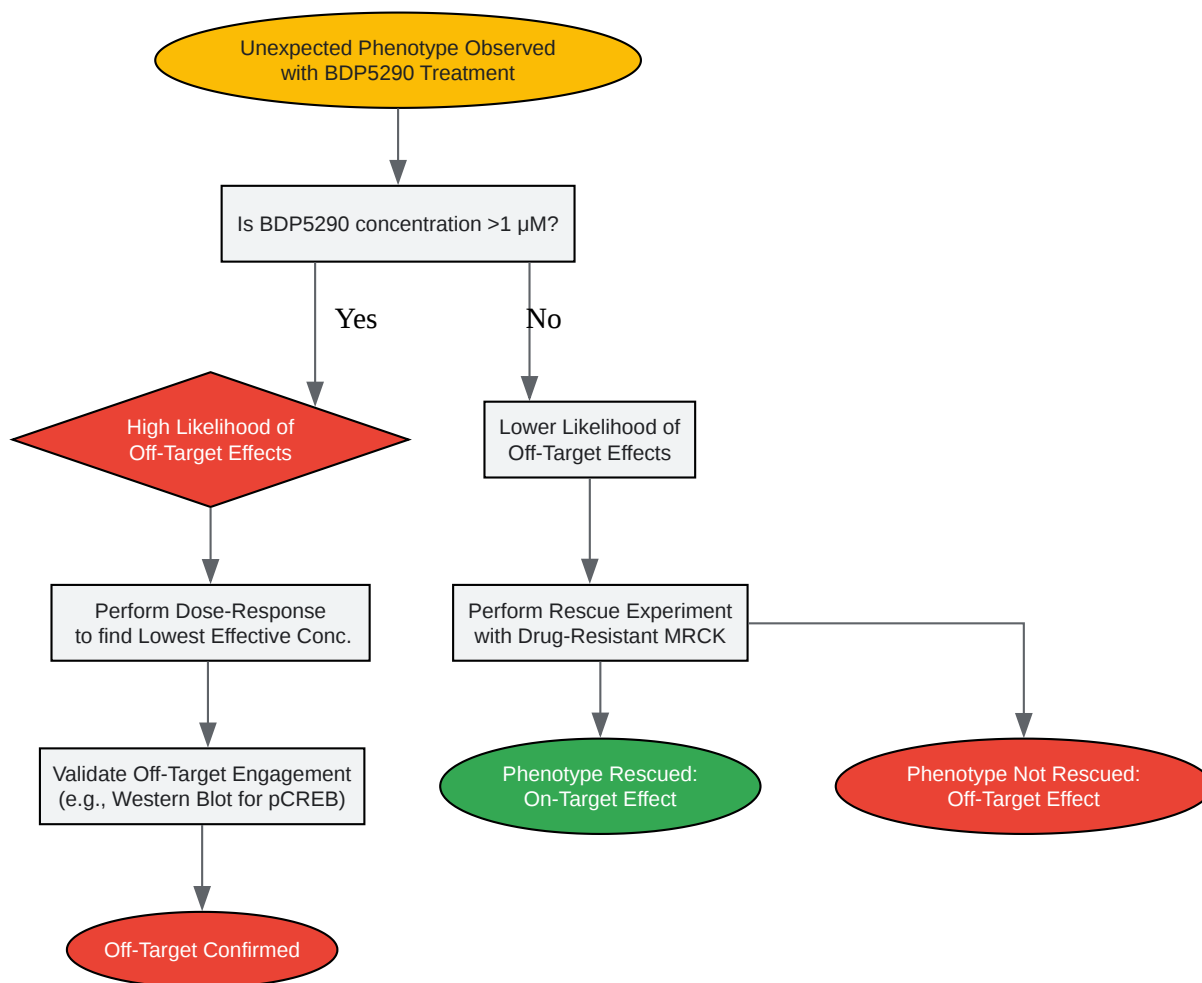 Unexpected Phenotype Observed
with BDP5290 Treatment
Is BDP5290 concentration >1 μM?
Yes
No
High Likelihood of
Off-Target Effects
Lower Likelihood of
Off-Target Effects
Perform Dose-Response
to find Lowest Effective Conc.
Perform Rescue Experiment
with Drug-Resistant MRCK
Validate Off-Target Engagement
(e.g., Western Blot for pCREB)
Phenotype Rescued:
On-Target Effect
Phenotype Not Rescued:
Off-Target Effect
Off-Target Confirmed